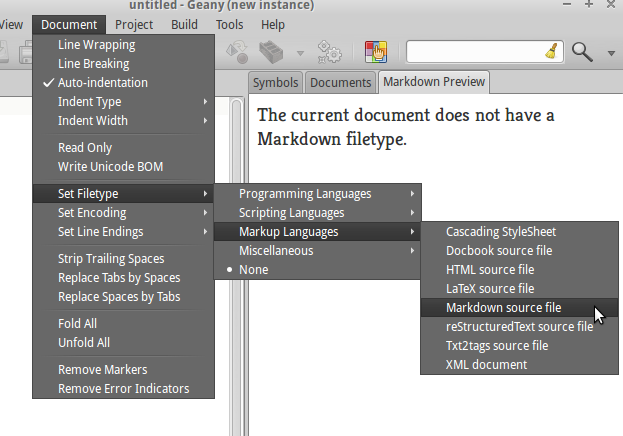 untitled - Geany (new instance)
View Document Project Build Tools Help
Line Wrapping
Line Breaking
Auto-indentation
Indent Type
Indent Width
Read Only
Write Unicode BOM
Set Filetype
Set Encoding
Set Line Endings
Strip Trailing Spaces
Replace Tabs by Spaces
Replace Spaces by Tabs
Fold All
Unfold All
Remove Markers
Remove Error Indicators
Programming Languages
Scripting Languages
Markup Languages
Miscellaneous
None
Cascading StyleSheet
Docbook source file
HTML source file
LaTeX source file
Markdown source file
reStructuredText source file
Txt2tags source file
XML document
Symbols Documents Markdown Preview
The current document does not have a
Markdown filetype.